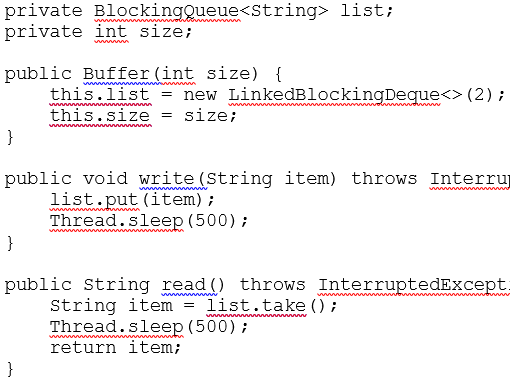 private BlockingQueue<String> list;
private int size;
public Buffer(int size) {
this.list = new LinkedBlockingDeque<>(2);
this.size = size;
}
public void write(String item) throws Interrup
list.put(item);
Thread.sleep(500);
}
public String read() throws InterruptedExcepti
String item = list.take();
Thread.sleep(500);
return item;
}